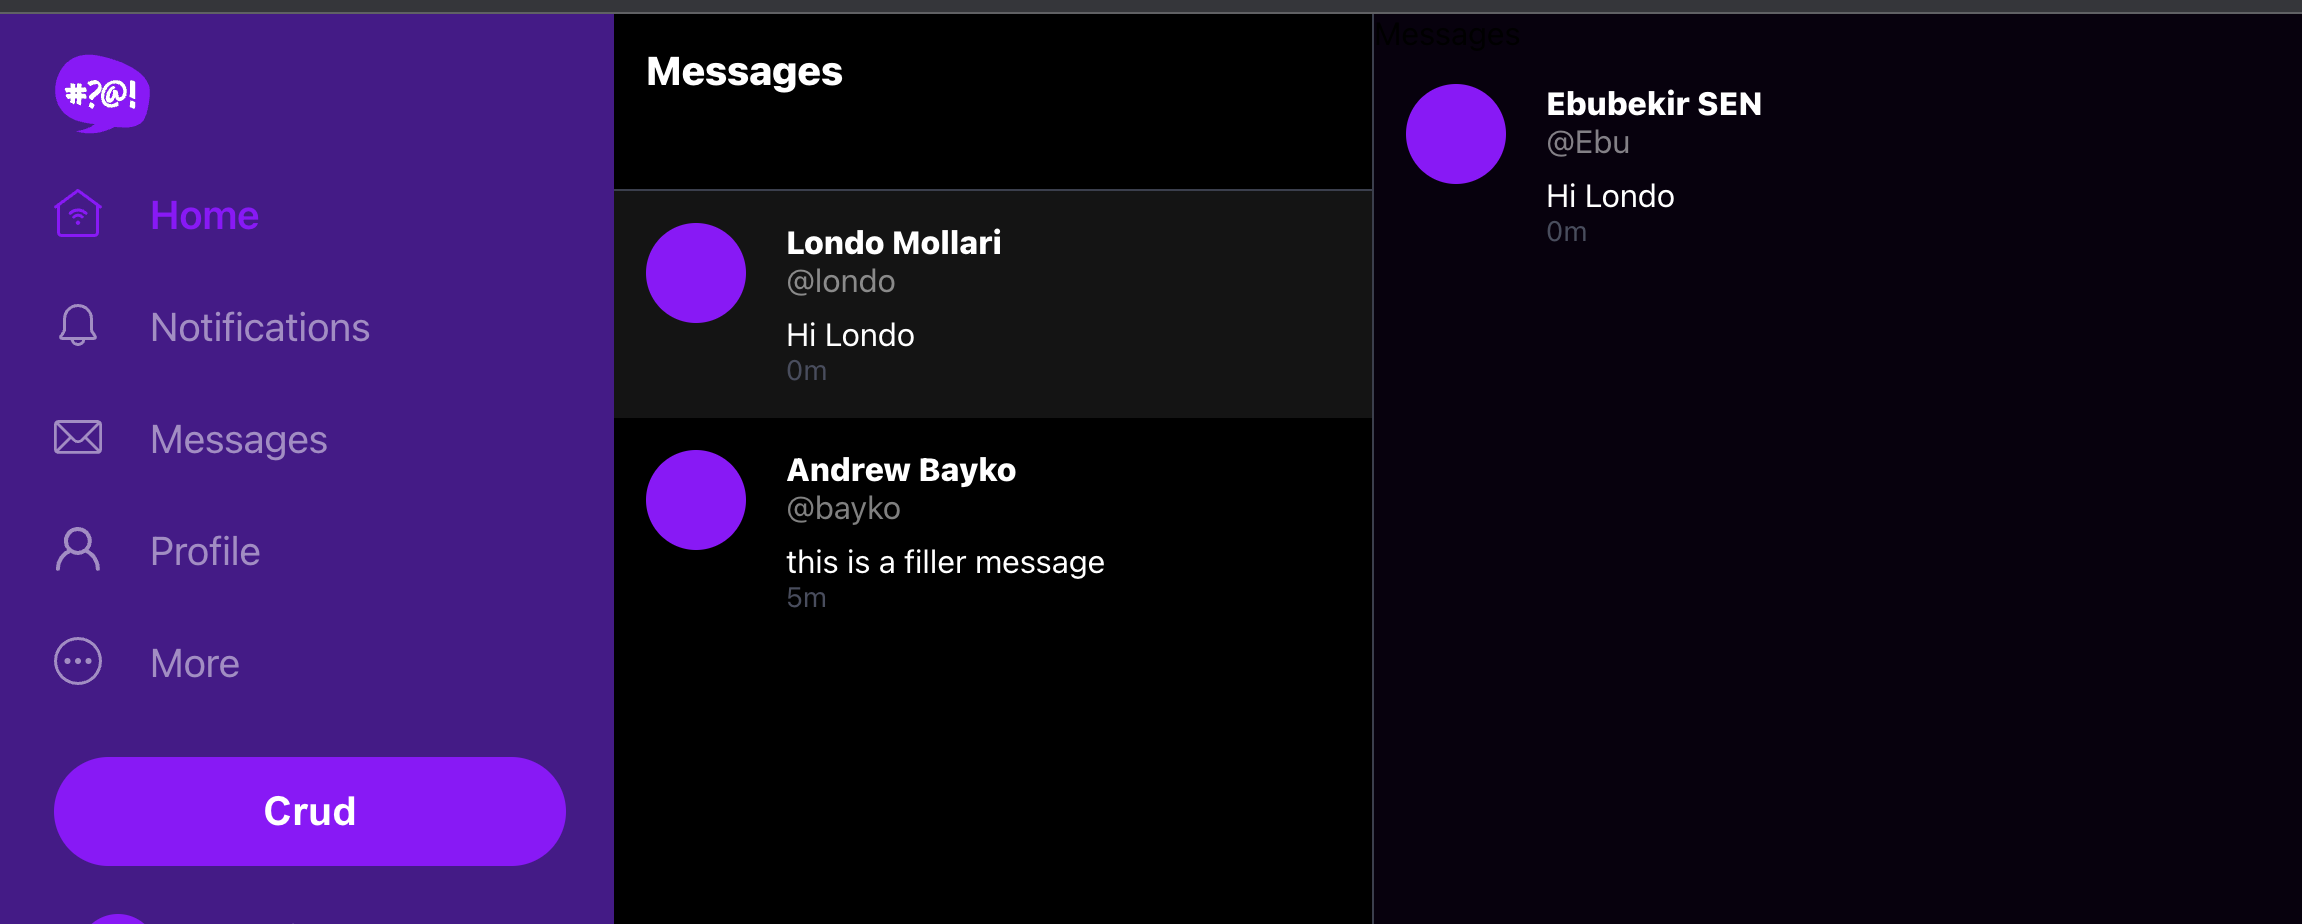 #?@!
Home
Notifications
Messages
Profile
More
Crud
Messages
Londo Mollari
@londo
Hi Londo
0m
Andrew Bayko
@bayko
this is a filler message
5m
Messages
Ebubekir SEN
@Ebu
Hi Londo
0m